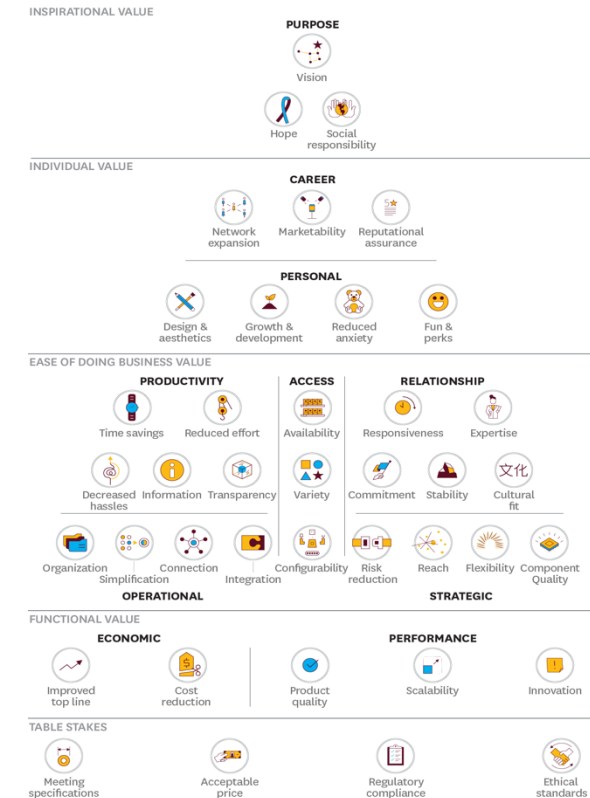 INSPIRATIONAL VALUE
PURPOSE
Vision
Hope
Social
responsibility
INDIVIDUAL VALUE
CAREER
Network
expansion
Marketability
Reputational
assurance
PERSONAL
Design &
aesthetics
Growth &
development
Reduced
anxiety
Fun &
perks
EASE OF DOING BUSINESS VALUE
PRODUCTIVITY
ACCESS
RELATIONSHIP
Time savings
Reduced effort
Availability
Responsiveness
Expertise
文化
Decreased
hassles
Information
Transparency
Variety
Commitment
Stability
Cultural
fit
Organization
Simplification
Connection
Integration
Configurability
Risk
reduction
Reach
Flexibility
Component
Quality
OPERATIONAL
STRATEGIC
FUNCTIONAL VALUE
ECONOMIC
PERFORMANCE
$
Improved
top line
Cost
reduction
Product
quality
Scalability
Innovation
TABLE STAKES
Meeting
specifications
Acceptable
price
Regulatory
compliance
Ethical
standards